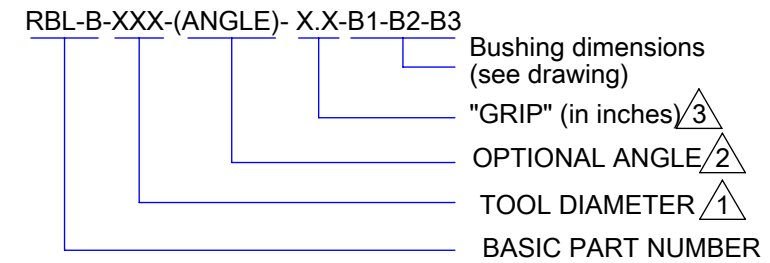 RBL-B-XXX-(ANGLE)- X.X-B1-B2-B3
Bushing dimensions
(see drawing)
"GRIP" (in inches) 3
OPTIONAL ANGLE 2
TOOL DIAMETER 1
BASIC PART NUMBER